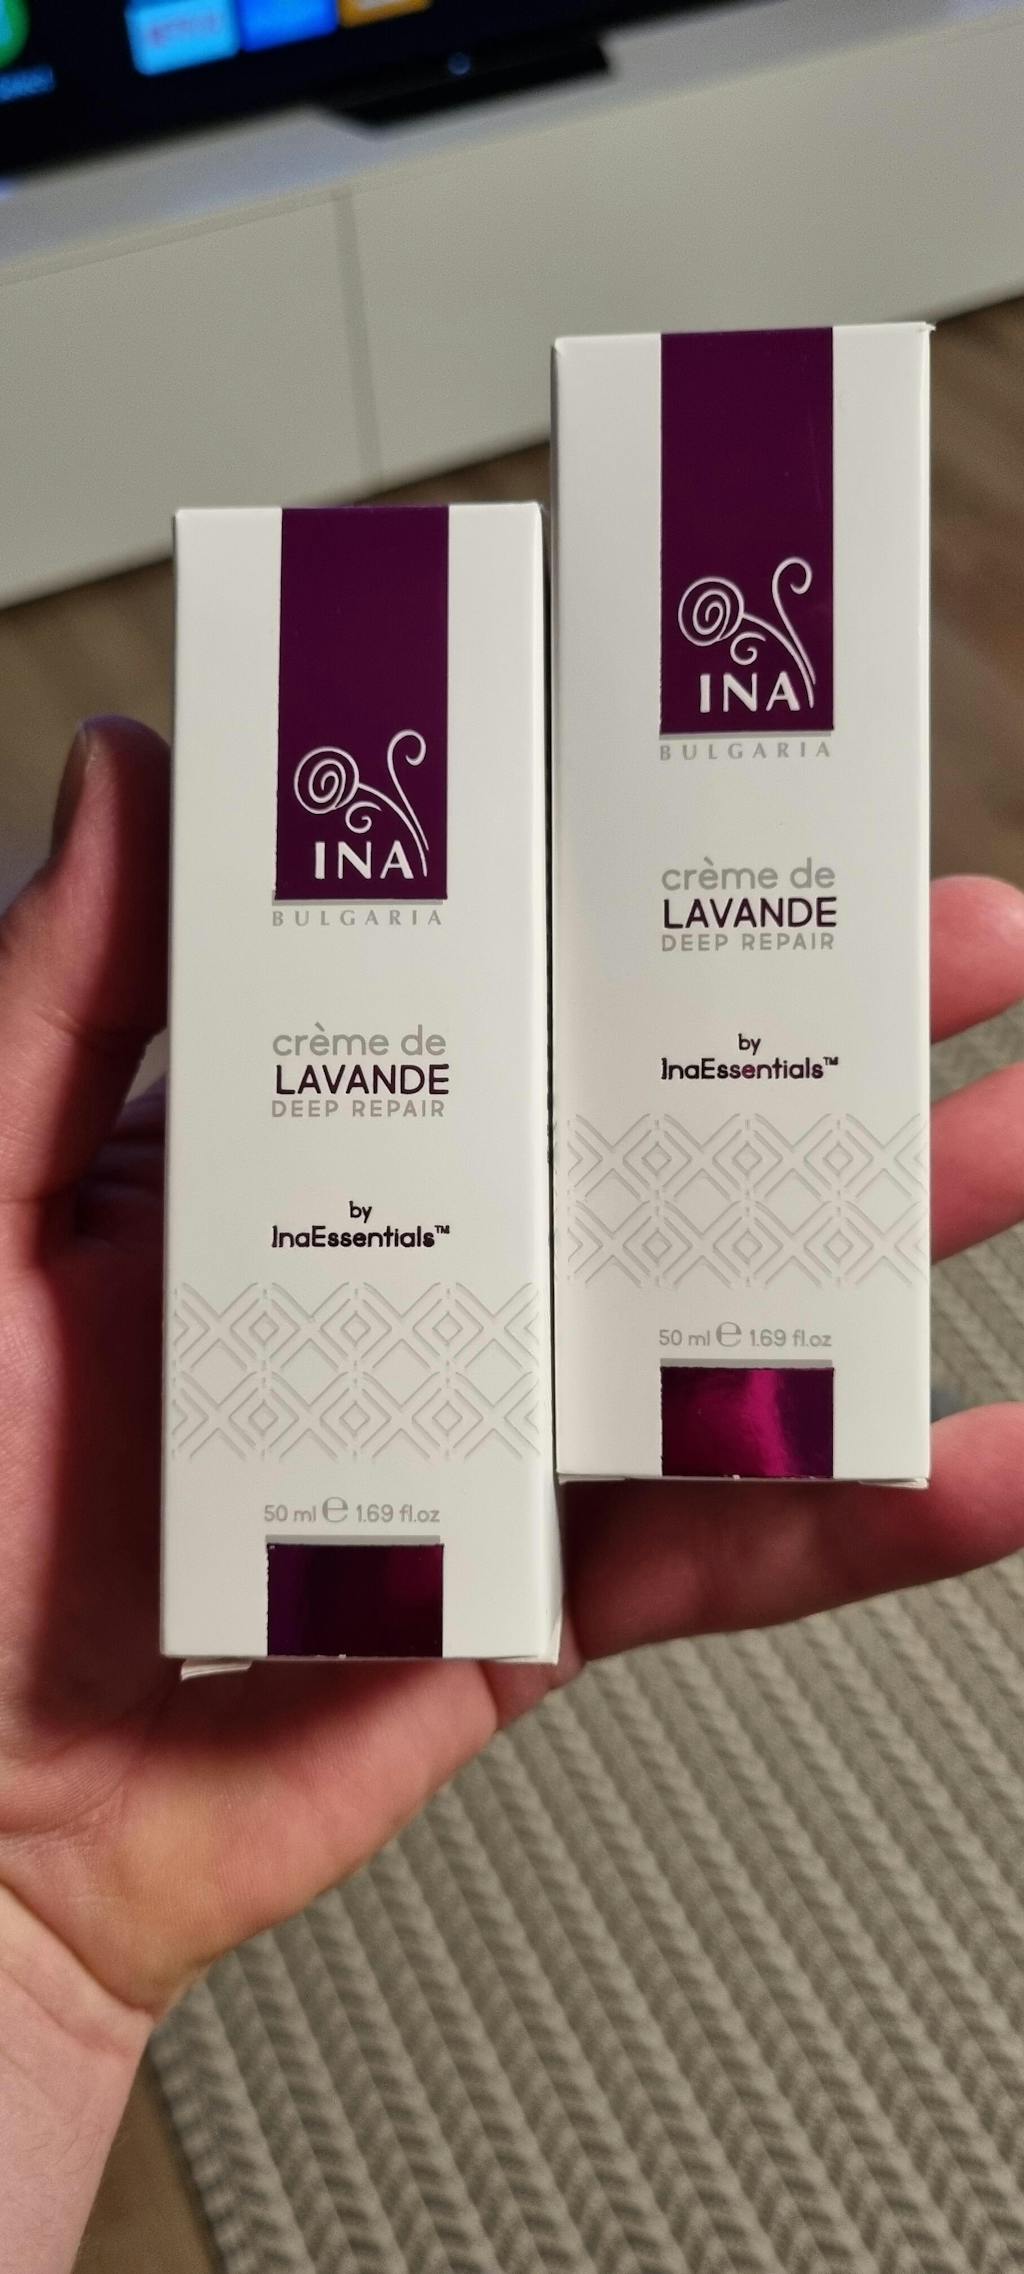 INA
BULGARIA
crème de
LAVANDE
DEEP REPAIR
by
InaEssentials™
50 ml ℮ 1.69 fl.oz
INA
BULGARIA
crème de
LAVANDE
DEEP REPAIR
by
InaEssentials™
50 ml ℮ 1.69 fl.oz